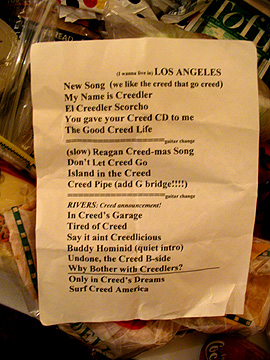 (I wanna live in) LOS ANGELES
New Song (we like the creed that go creed)
My Name is Creedler
El Creedler Scorcho
You gave your Creed CD to me
The Good Creed Life
guitar change
(slow) Reagan Creed-mas Song
Don't Let Creed Go
Island in the Creed
Creed Pipe (add G bridge!!!!)
guitar change
RIVERS: Creed announcement!
In Creed's Garage
Tired of Creed
Say it aint Creedlicious
Buddy Hominid (quiet intro)
Undone, the Creed B-side
Why Bother with Creedlers?
Only in Creed's Dreams
Surf Creed America
Tofu